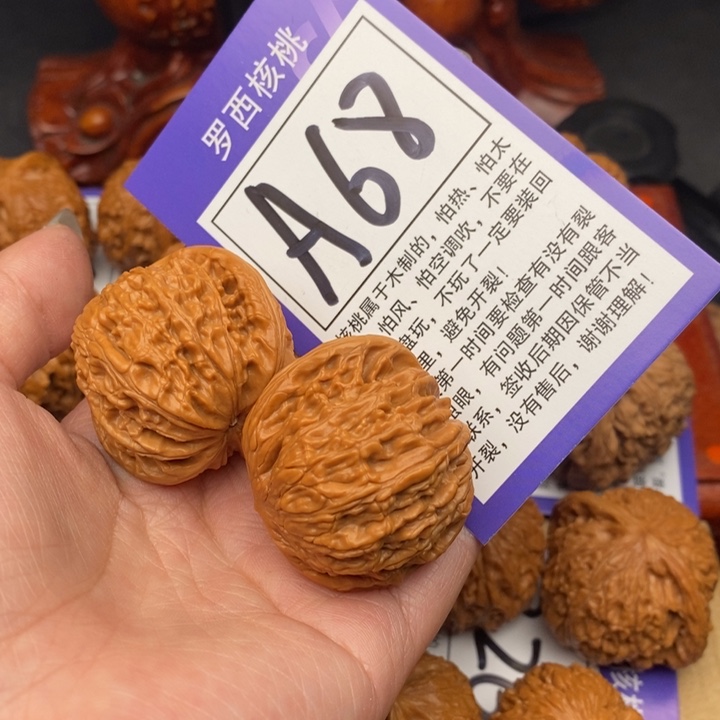 罗西核桃
A68
核桃属于木制的，怕热、怕太
怕风、怕空调吹，不要在
盘玩，不玩了一定要装回
里，避免开裂！
第一时间要检查有没有裂
眼，有问题第一时间跟客
联系，签收后期因保管不当
开裂，没有售后，谢谢理解！